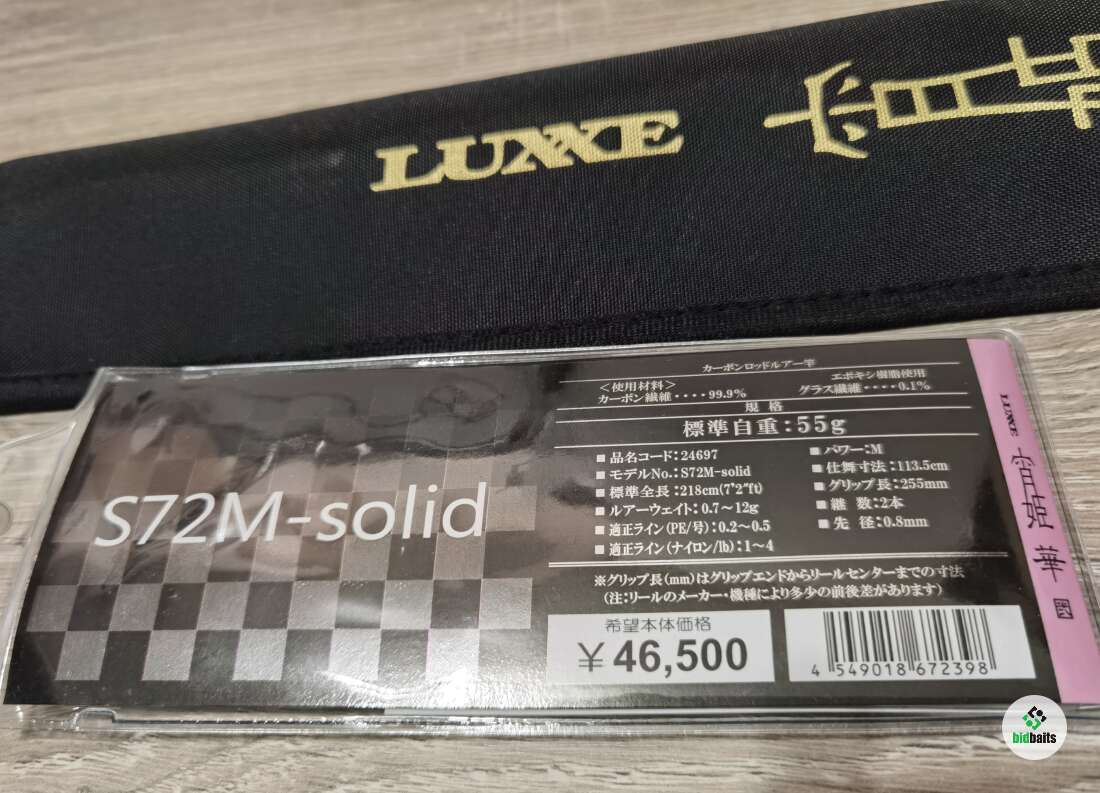 LUXXE 宵姫
S72M-solid
カーボンロッドルアー竿
<使用材料>
エポキシ樹脂使用
カーボン繊維････99.9%
グラス繊維････0.1%
規格
標準自重:55g
■品名コード:24697
■モデルNo.:S72M-solid
■標準全長:218cm(7'2"ft)
■ルアーウェイト:0.7～12g
■適正ライン(PE/号):0.2～0.5
■適正ライン(ナイロン/lb):1～4
■パワー:M
■仕舞寸法:113.5cm
■グリップ長:255mm
■継数:2本
■先径:0.8mm
※グリップ長(mm)はグリップエンドからリールセンターまでの寸法
(注:リールのメーカー・機種により多少の前後差があります)
希望本体価格
¥46,500
4 549018 672398
LUXXE 宵姫 華
bidbaits